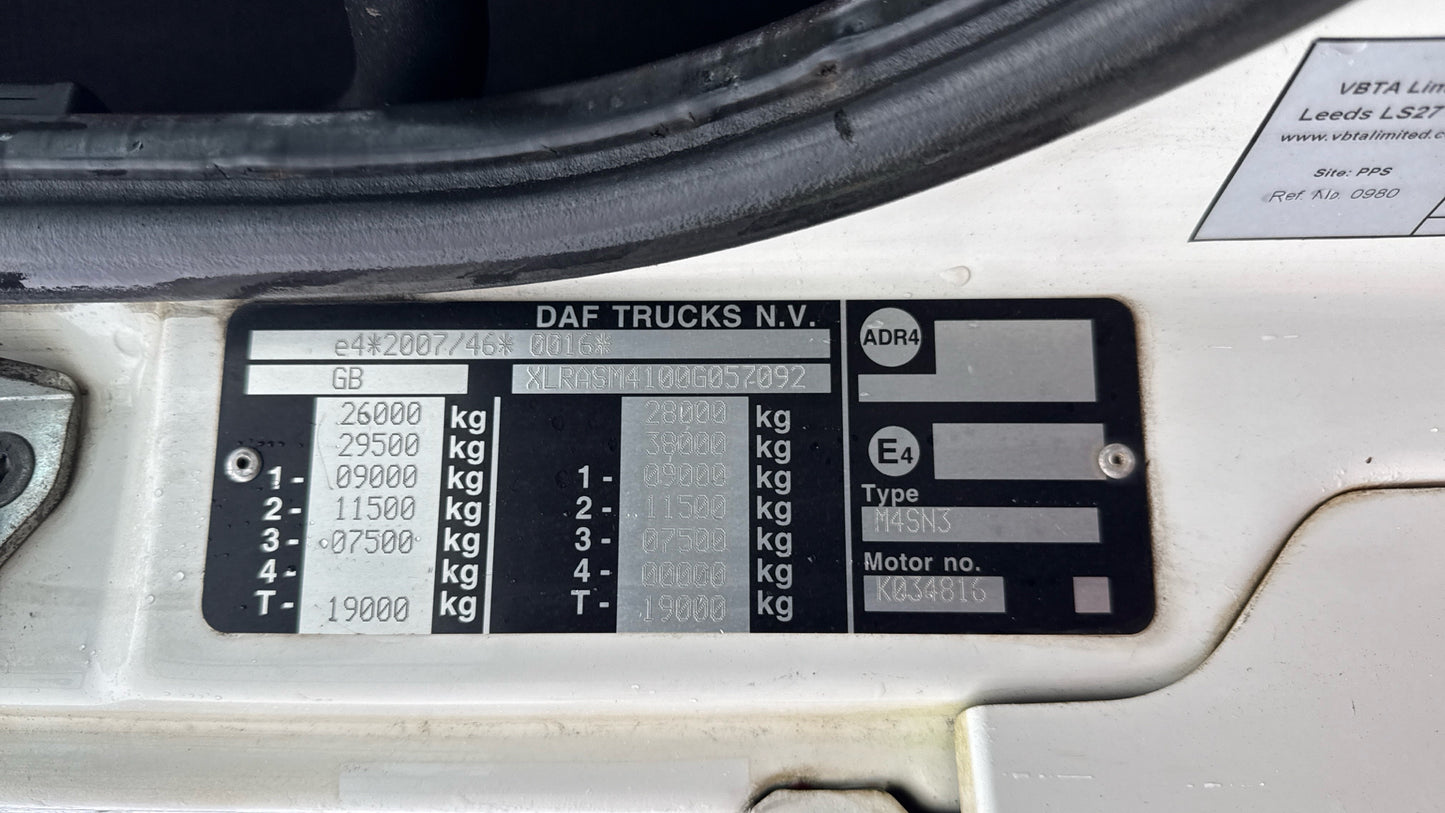 VBTA Lim
Leeds LS27
www.vbtalimited.c
Site: PPS
Ref. No. 0980
DAF TRUCKS N.V.
e4*2007/46* 0016*
GB XLRASM4100G057092
26000 kg 28000 kg
29500 kg 38000 kg
1- 09000 kg 1- 09000 kg
2- 11500 kg 2- 11500 kg
3- 07500 kg 3- 07500 kg
4- kg 4- 00000 kg
T- 19000 kg T- 19000 kg
ADR4
E4
Type
M4SN3
Motor no.
K034816